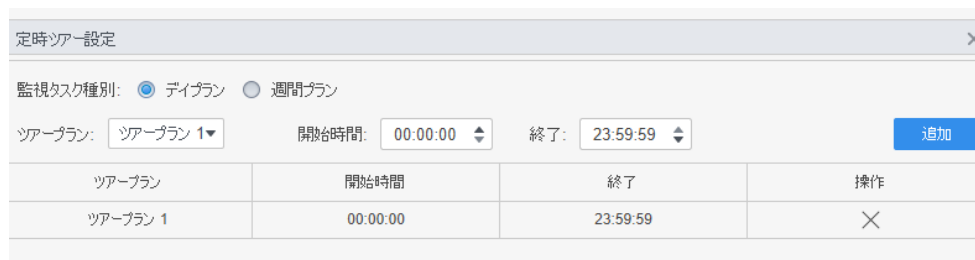 定時ツアー設定
監視タスク種別: デイプラン 週間プラン
ツアープラン: ツアープラン 1 開始時間: 00:00:00 終了: 23:59:59 追加
ツアープラン 開始時間 終了 操作
ツアープラン 1 00:00:00 23:59:59